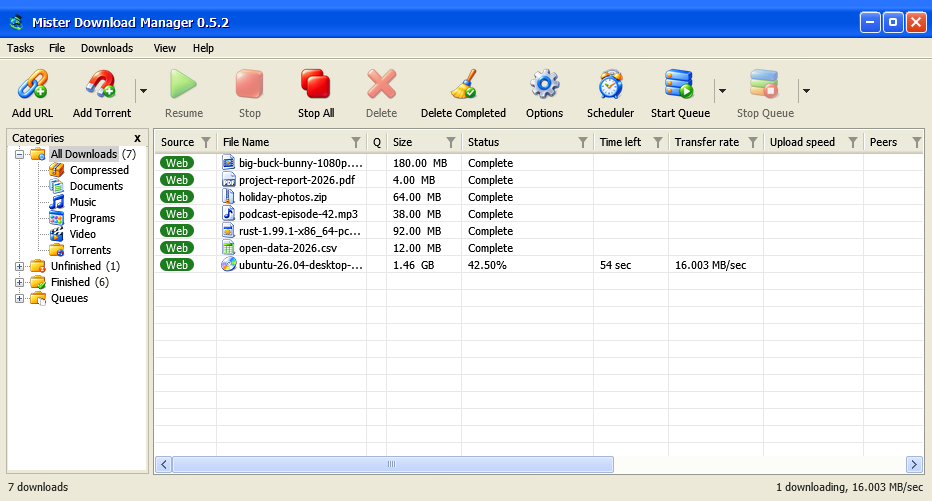 Mister Download Manager 0.5.2
Tasks File Downloads View Help
Add URL Add Torrent Resume Stop Stop All Delete Delete Completed Options Scheduler Start Queue Stop Queue
Categories x
All Downloads (7)
Compressed
Documents
Music
Programs
Video
Torrents
Unfinished (1)
Finished (6)
Queues
Source File Name Q Size Status Time left Transfer rate Upload speed Peers
Web big-buck-bunny-1080p.... 180.00 MB Complete
Web project-report-2026.pdf 4.00 MB Complete
Web holiday-photos.zip 64.00 MB Complete
Web podcast-episode-42.mp3 38.00 MB Complete
Web rust-1.99.1-x86_64-pc... 92.00 MB Complete
Web open-data-2026.csv 12.00 MB Complete
Web ubuntu-26.04-desktop-... 1.46 GB 42.50% 54 sec 16.003 MB/sec
7 downloads 1 downloading, 16.003 MB/sec